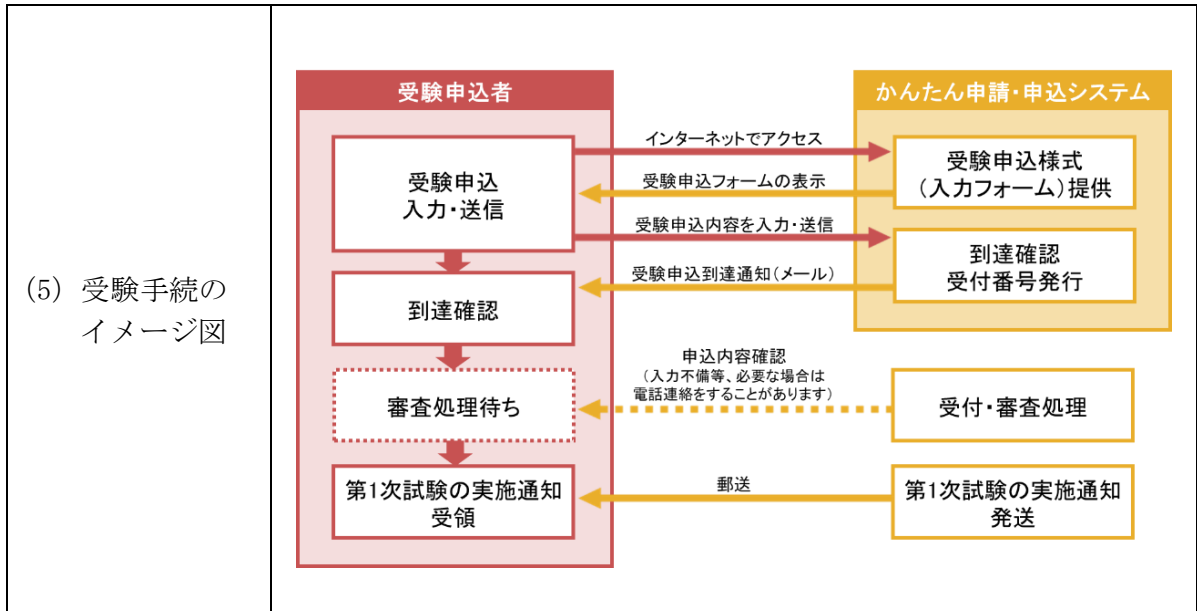 (5) 受験手続の
イメージ図
受験申込者
かんたん申請・申込システム
受験申込
入力・送信
インターネットでアクセス
受験申込様式
（入力フォーム）提供
受験申込フォームの表示
受験申込内容を入力・送信
到達確認
受付番号発行
受験申込到達通知（メール）
到達確認
申込内容確認
（入力不備等、必要な場合は
電話連絡をすることがあります）
審査処理待ち
受付・審査処理
第1次試験の実施通知
受領
郵送
第1次試験の実施通知
発送